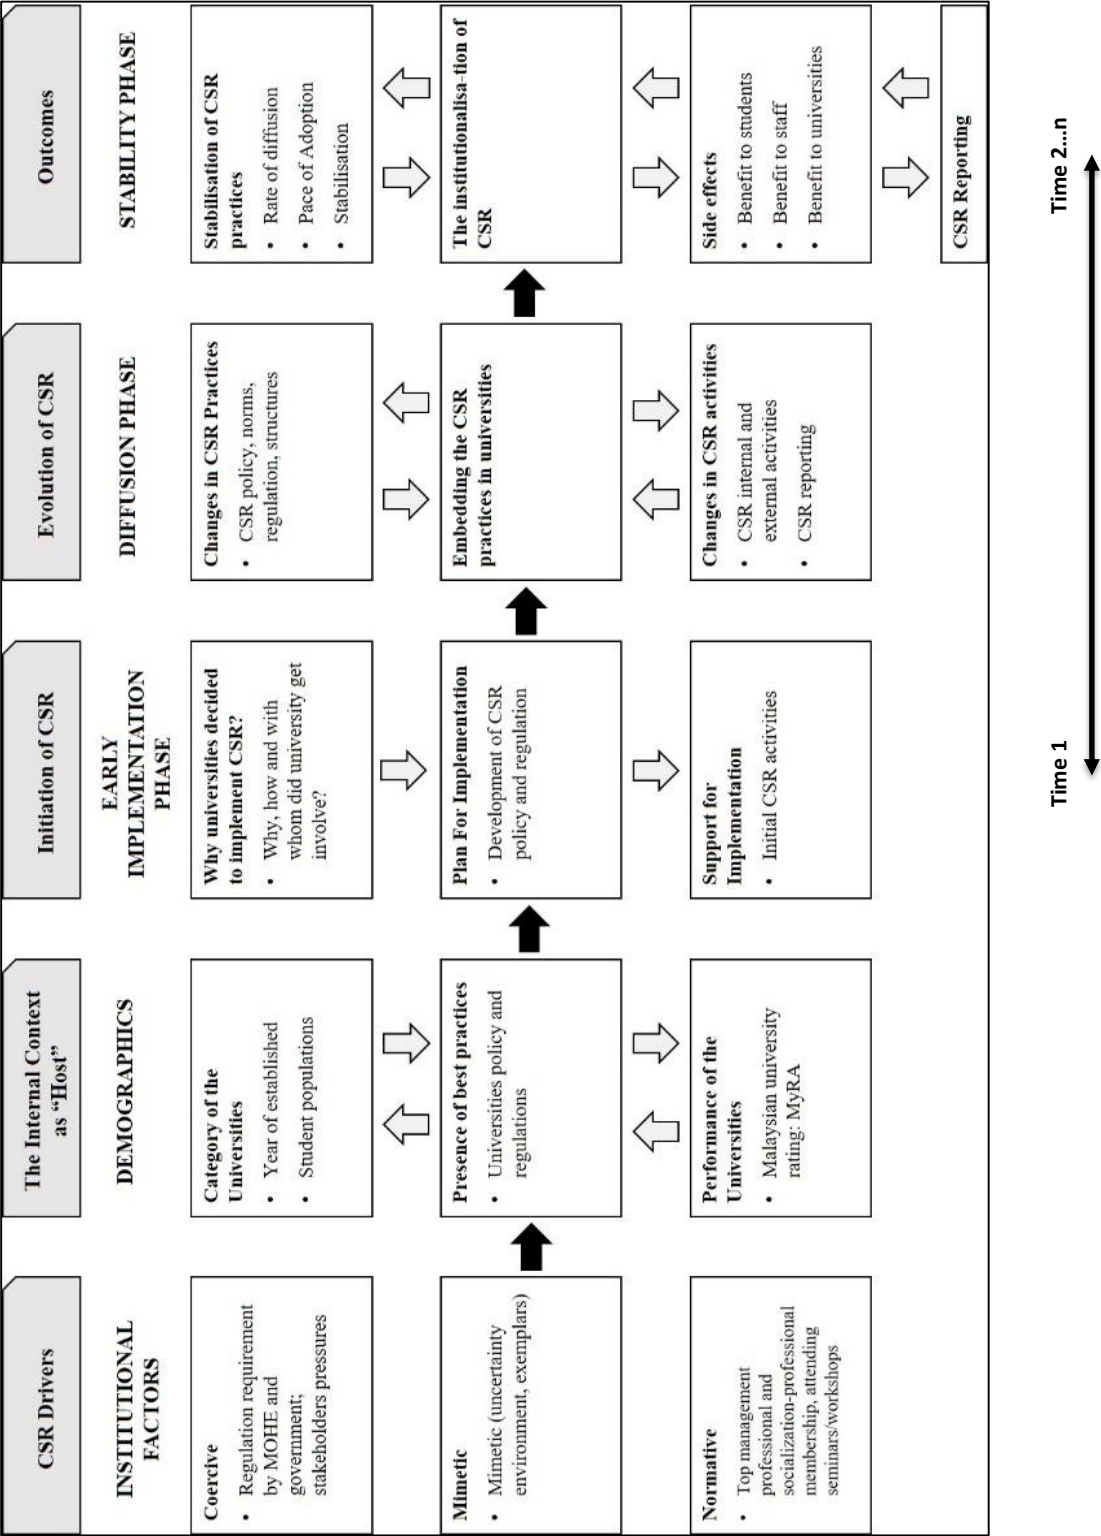 CSR Drivers
INSTITUTIONAL
FACTORS
Coercive
• Regulation requirement
by MOHE and
government;
stakeholders pressures
Mimetic
• Mimetic (uncertainty
environment, exemplars)
Normative
• Top management
professional and
socialization-professional
membership, attending
seminars/workshops
The Internal Context
as “Host”
DEMOGRAPHICS
Category of the
Universities
• Year of established
• Student populations
Presence of best practices
• Universities policy and
regulations
Performance of the
Universities
• Malaysian university
rating: MyRA
Initiation of CSR
EARLY
IMPLEMENTATION
PHASE
Why universities decided
to implement CSR?
• Why, how and with
whom did university get
involve?
Plan For Implementation
• Development of CSR
policy and regulation
Support for
Implementation
• Initial CSR activities
Evolution of CSR
DIFFUSION PHASE
Changes in CSR Practices
• CSR policy, norms,
regulation, structures
Embedding the CSR
practices in universities
Changes in CSR activities
• CSR internal and
external activities
• CSR reporting
Outcomes
STABILITY PHASE
Stabilisation of CSR
practices
• Rate of diffusion
• Pace of Adoption
• Stabilisation
The institutionalisa-tion of
CSR
Side effects
• Benefit to students
• Benefit to staff
• Benefit to universities
CSR Reporting
Time 1
Time 2...n